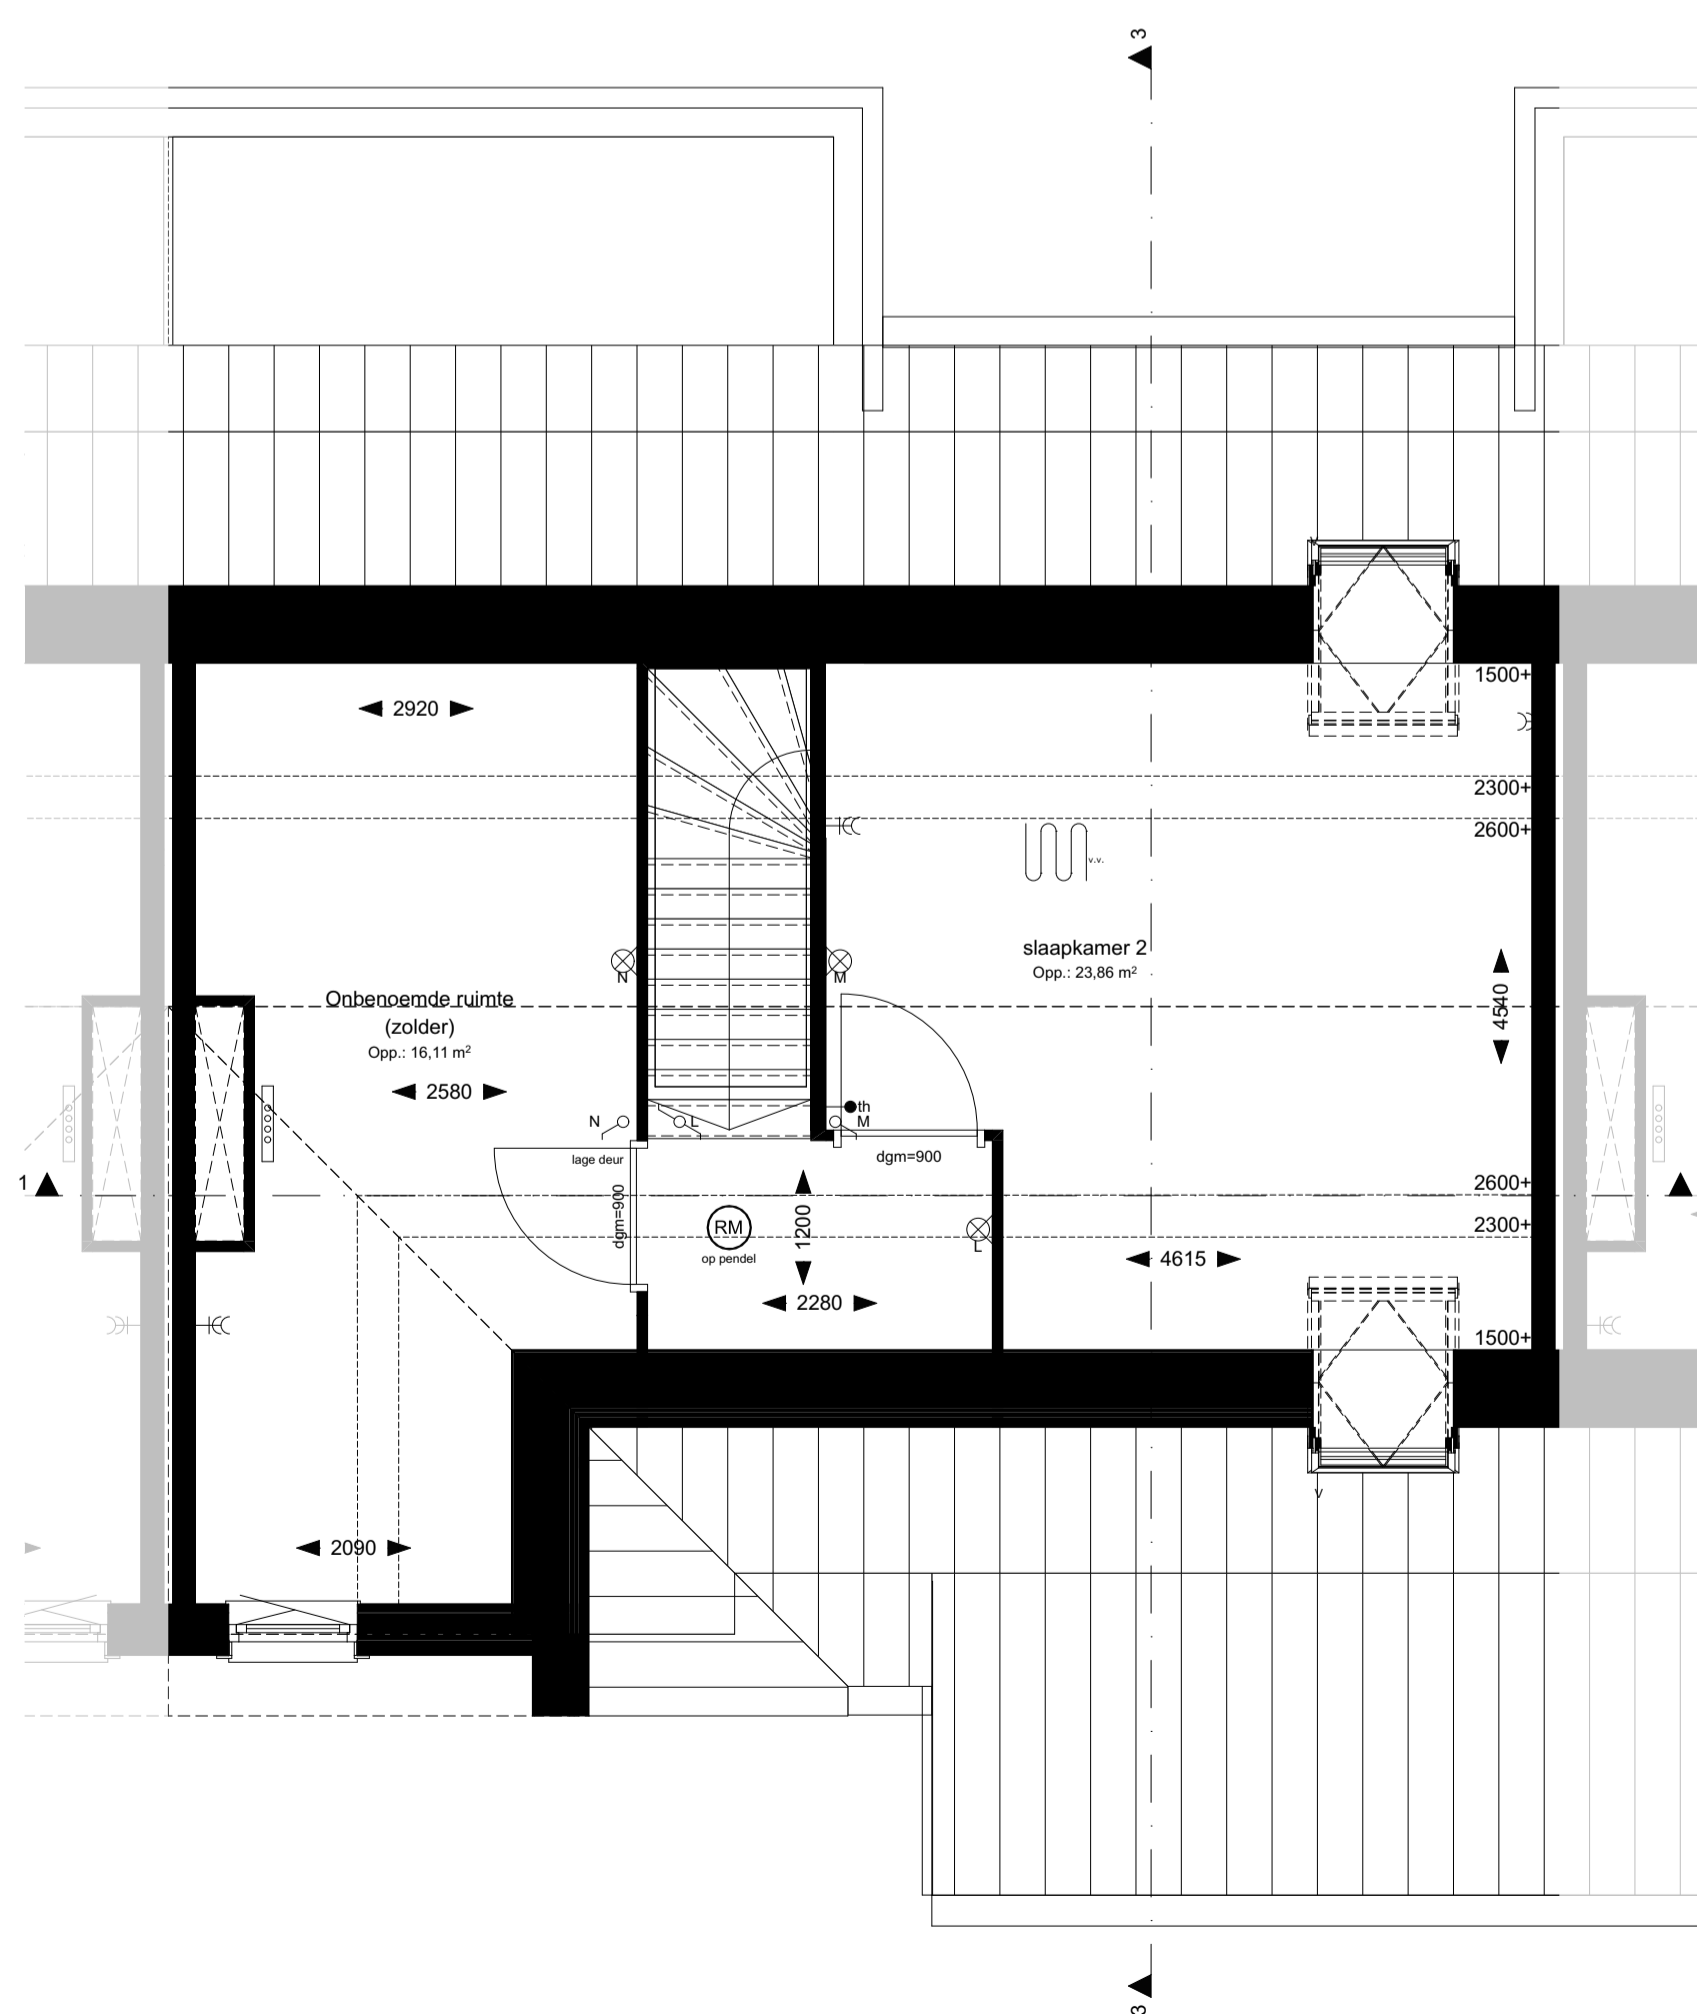 3
1500+
2920
2300+
2600+
v.v.
slaapkamer 2
Opp.: 23,86 m²
N
M
Onbenoemde ruimte
(zolder)
Opp.: 16,11 m²
4540
2580
th
N
L
M
lage deur
dgm=900
1
2600+
dgm=900
RM
op pendel
1200
2300+
L
4615
2280
1500+
v
2090
3